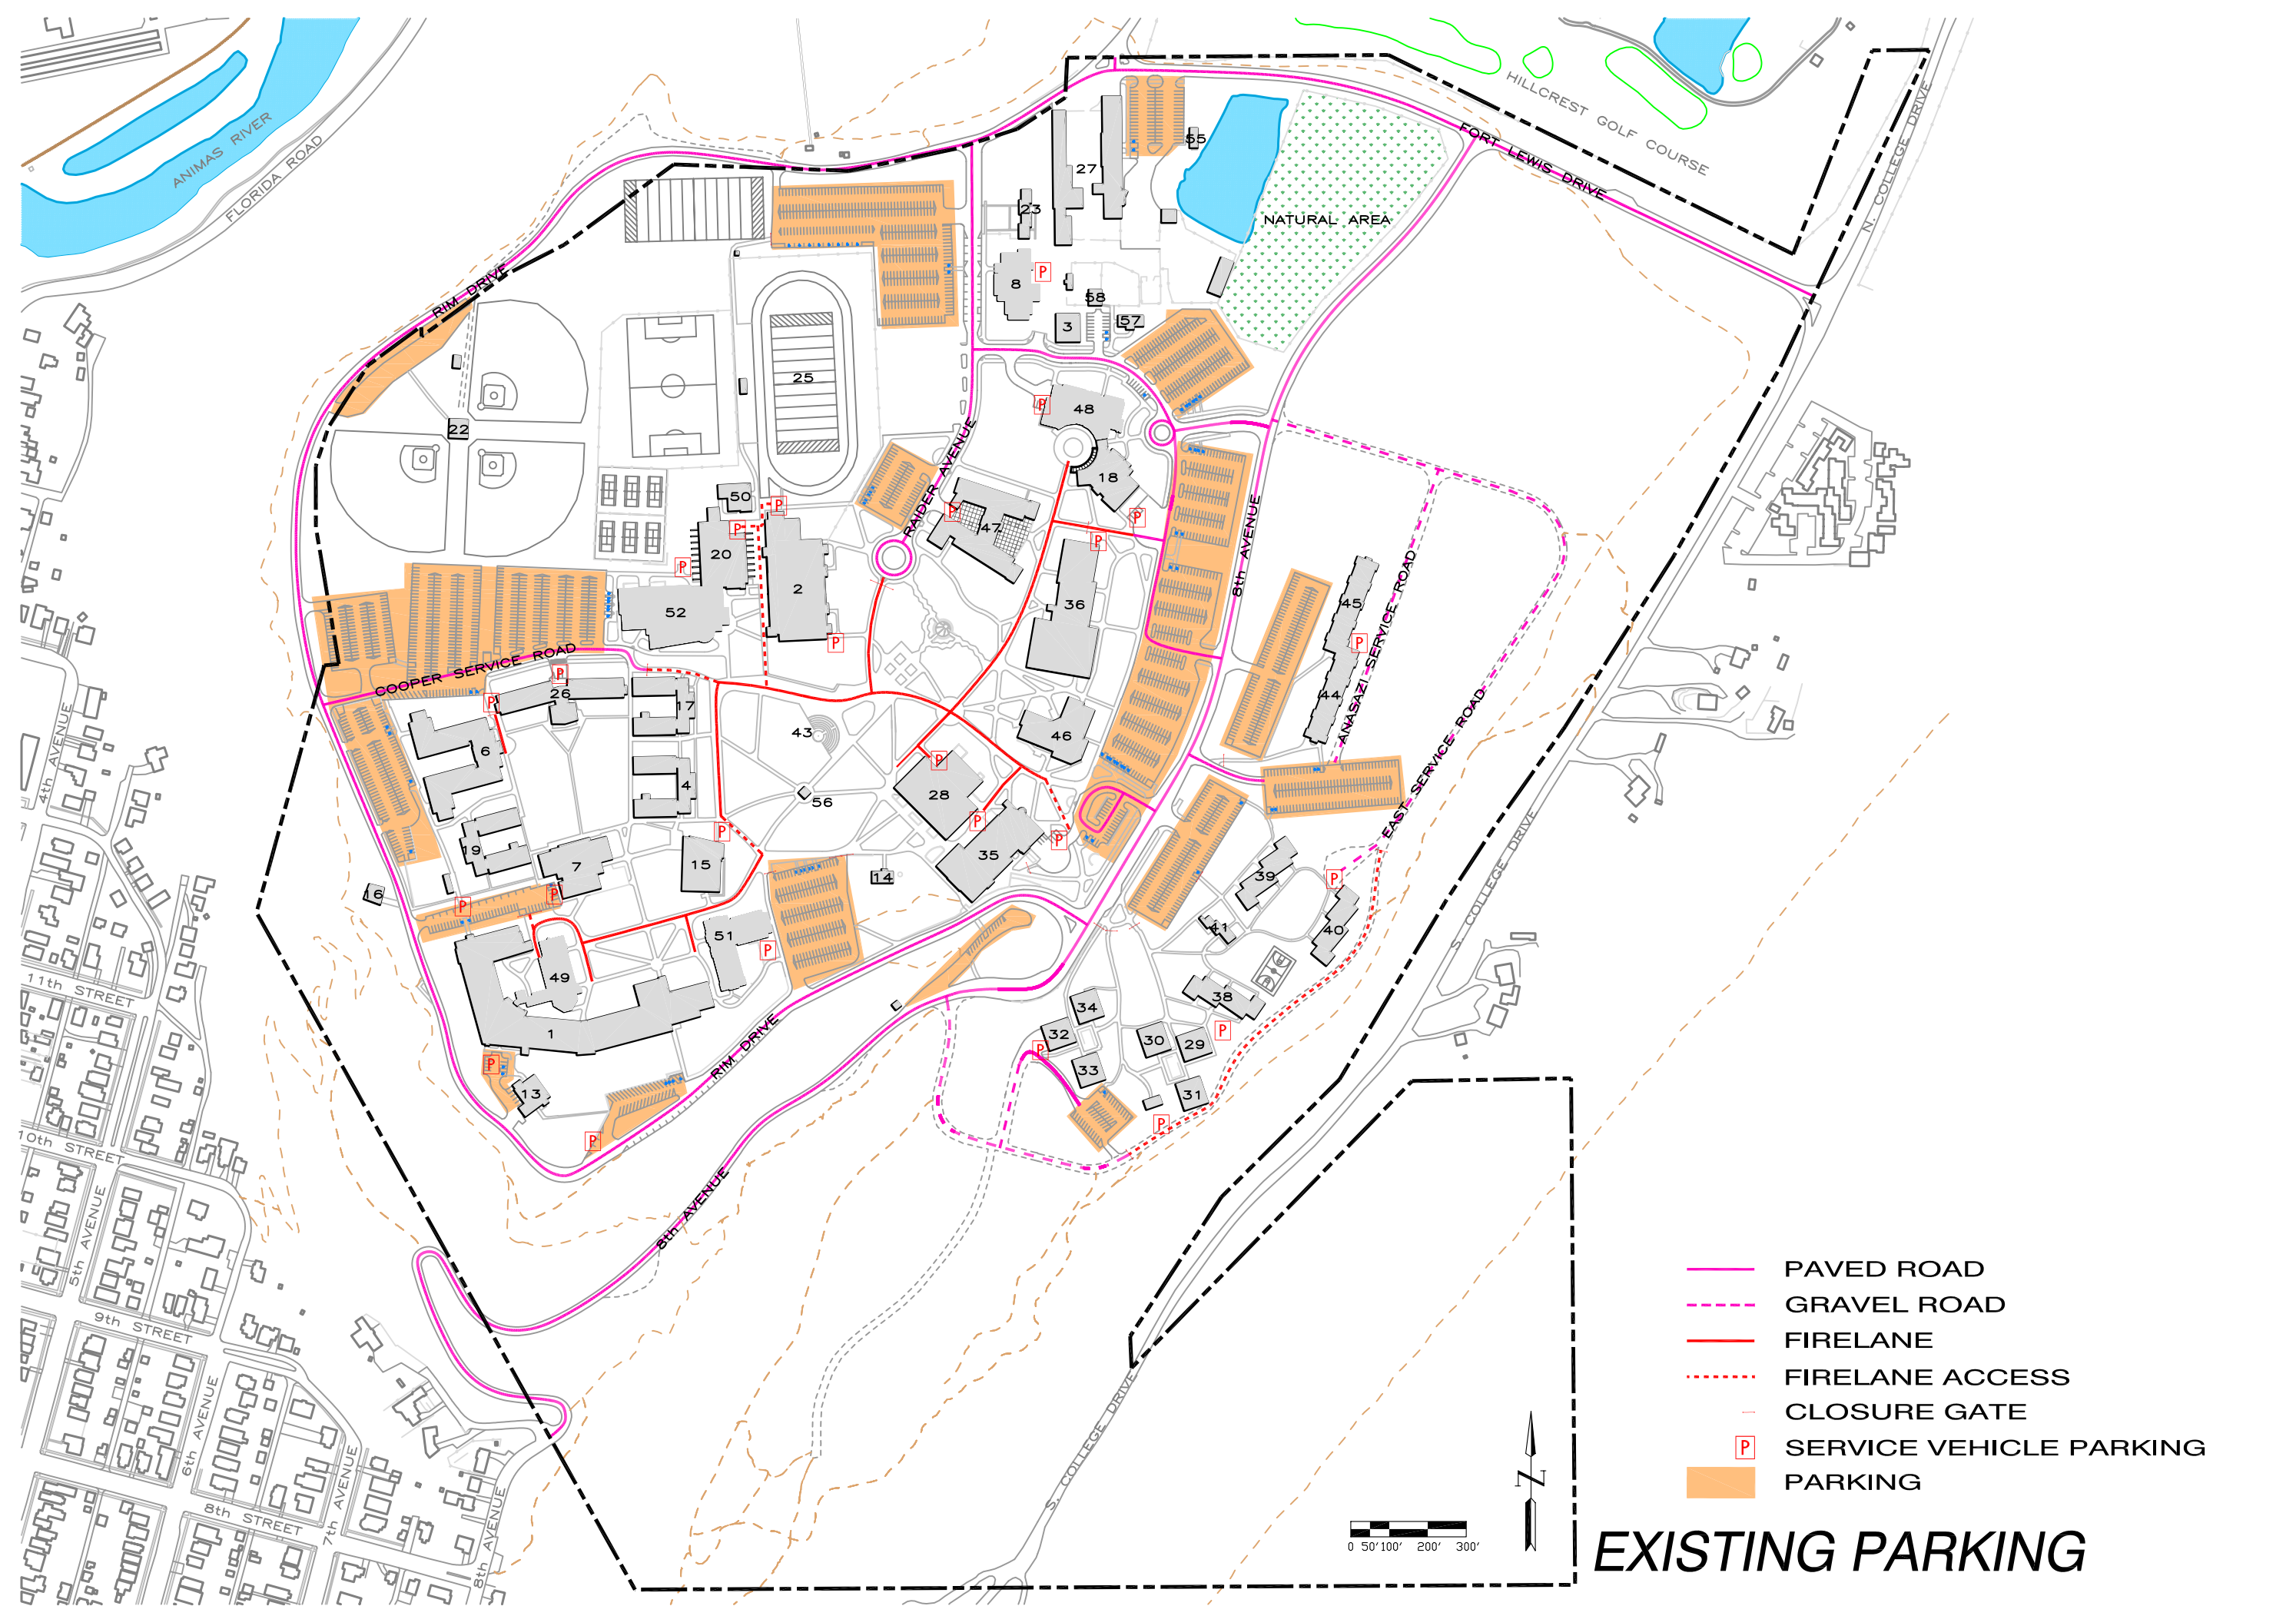 HILLCREST GOLF COURSE
N. COLLEGE DRIVE
ANIMAS RIVER
FLORIDA ROAD
FORT LEWIS DRIVE
55
27
23
NATURAL AREA
RIM DRIVE
8
P
58
3
57
25
48
P
22
RAIDER AVENUE
18
50
P
P
P
47
P
P
8th AVENUE
20
P
2
36
45
ANASAZI SERVICE ROAD
52
P
P
COOPER SERVICE ROAD
P
26
P
17
44
43
46
6
P
EAST SERVICE ROAD
4
28
56
P
P
P
19
7
15
35
14
39
P
16
P
P
51
P
41
40
49
38
34
1
32
P
30
29
P
33
P
13
31
P
RIM DRIVE
P
8th AVENUE
S. COLLEGE DRIVE
S. COLLEGE DRIVE
4th AVENUE
11th STREET
10th STREET
5th AVENUE
9th STREET
6th AVENUE
8th STREET
7th AVENUE
8th AVENUE
PAVED ROAD
GRAVEL ROAD
FIRELANE
FIRELANE ACCESS
CLOSURE GATE
P SERVICE VEHICLE PARKING
PARKING
N
0 50' 100' 200' 300'
EXISTING PARKING